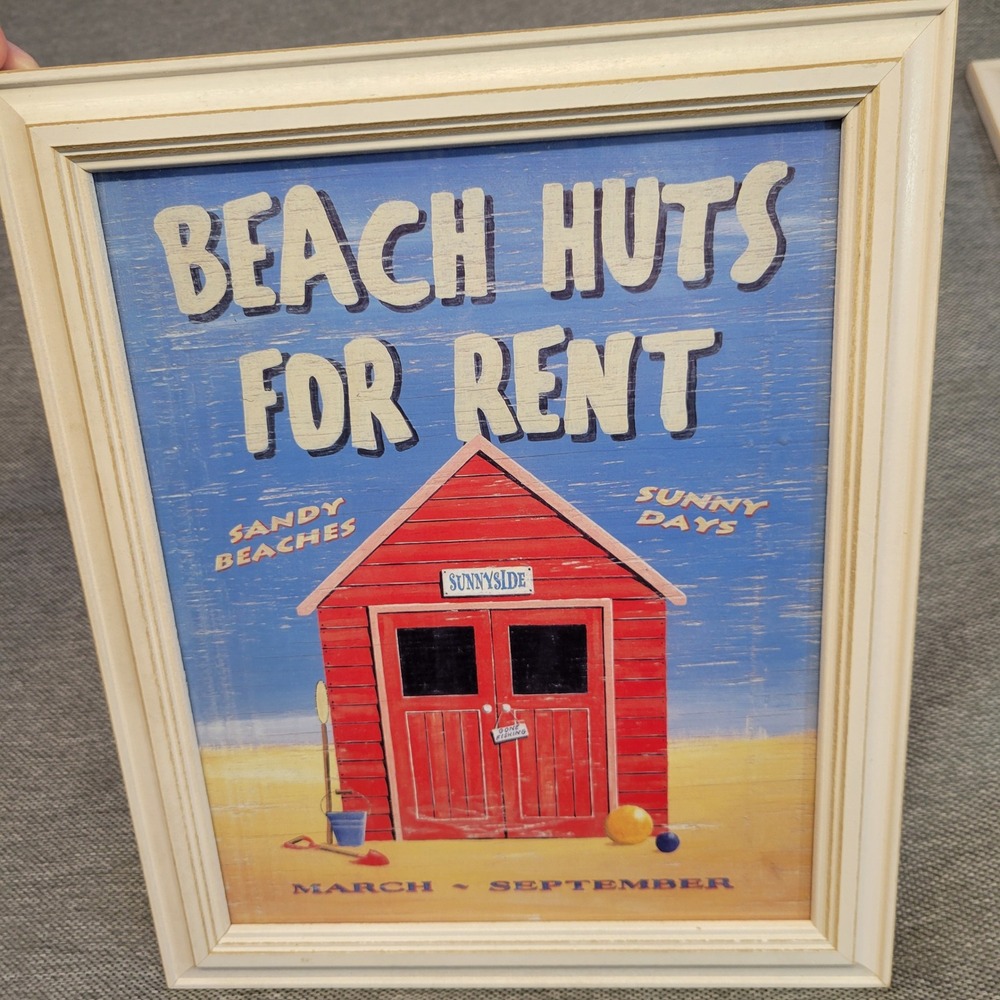 BEACH HUTS
FOR RENT
SANDY
BEACHES
SUNNY
DAYS
SUNNYSIDE
GONE
FISHING
MARCH ~ SEPTEMBER